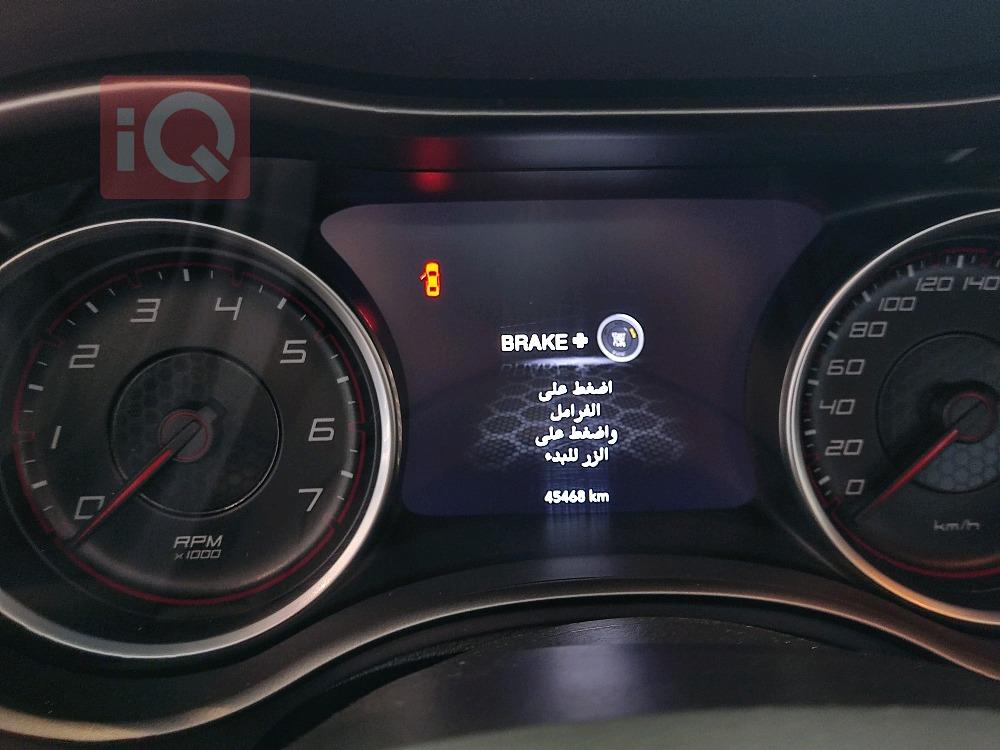 iQ
3 4
2 5
1 6
0 7
RPM
x1000
BRAKE +
اضغط على
الفرامل
واضغط على
الزر للبدء
45468 km
120 140
100
80
60
40
20
0
km/h